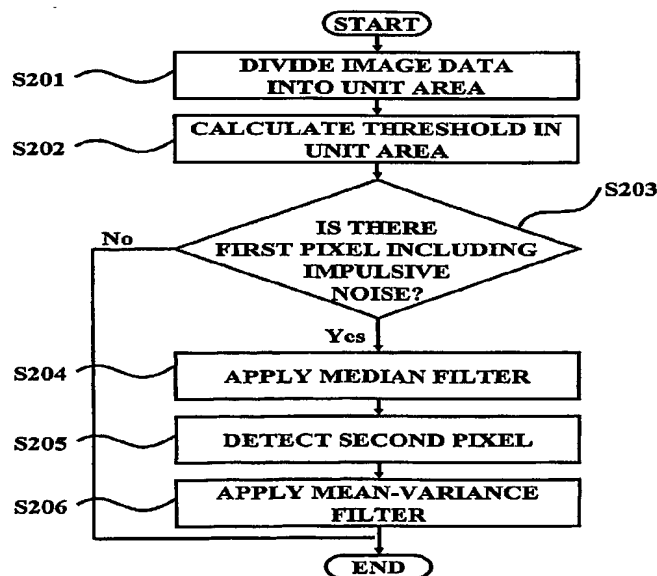 START
S201
DIVIDE IMAGE DATA
INTO UNIT AREA
S202
CALCULATE THRESHOLD IN
UNIT AREA
S203
No
IS THERE
FIRST PIXEL INCLUDING
IMPULSIVE
NOISE?
Yes
S204
APPLY MEDIAN FILTER
S205
DETECT SECOND PIXEL
S206
APPLY MEAN-VARIANCE
FILTER
END